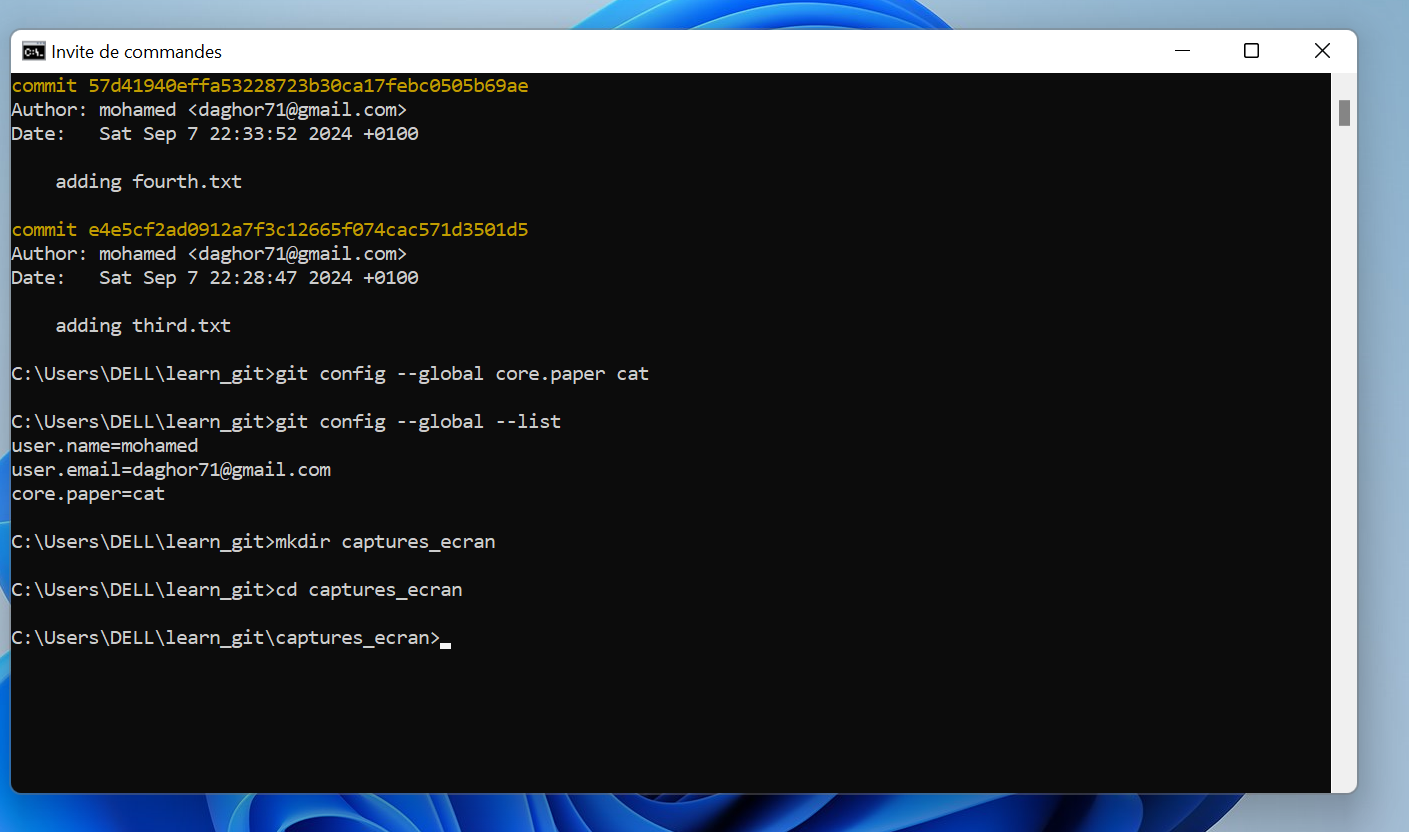 Invite de commandes
commit 57d41940effa53228723b30ca17febc0505b69ae
Author: mohamed <daghor71@gmail.com>
Date:   Sat Sep 7 22:33:52 2024 +0100
    adding fourth.txt
commit e4e5cf2ad0912a7f3c12665f074cac571d3501d5
Author: mohamed <daghor71@gmail.com>
Date:   Sat Sep 7 22:28:47 2024 +0100
    adding third.txt
C:\Users\DELL\learn_git>git config --global core.paper cat
C:\Users\DELL\learn_git>git config --global --list
user.name=mohamed
user.email=daghor71@gmail.com
core.paper=cat
C:\Users\DELL\learn_git>mkdir captures_ecran
C:\Users\DELL\learn_git>cd captures_ecran
C:\Users\DELL\learn_git\captures_ecran>